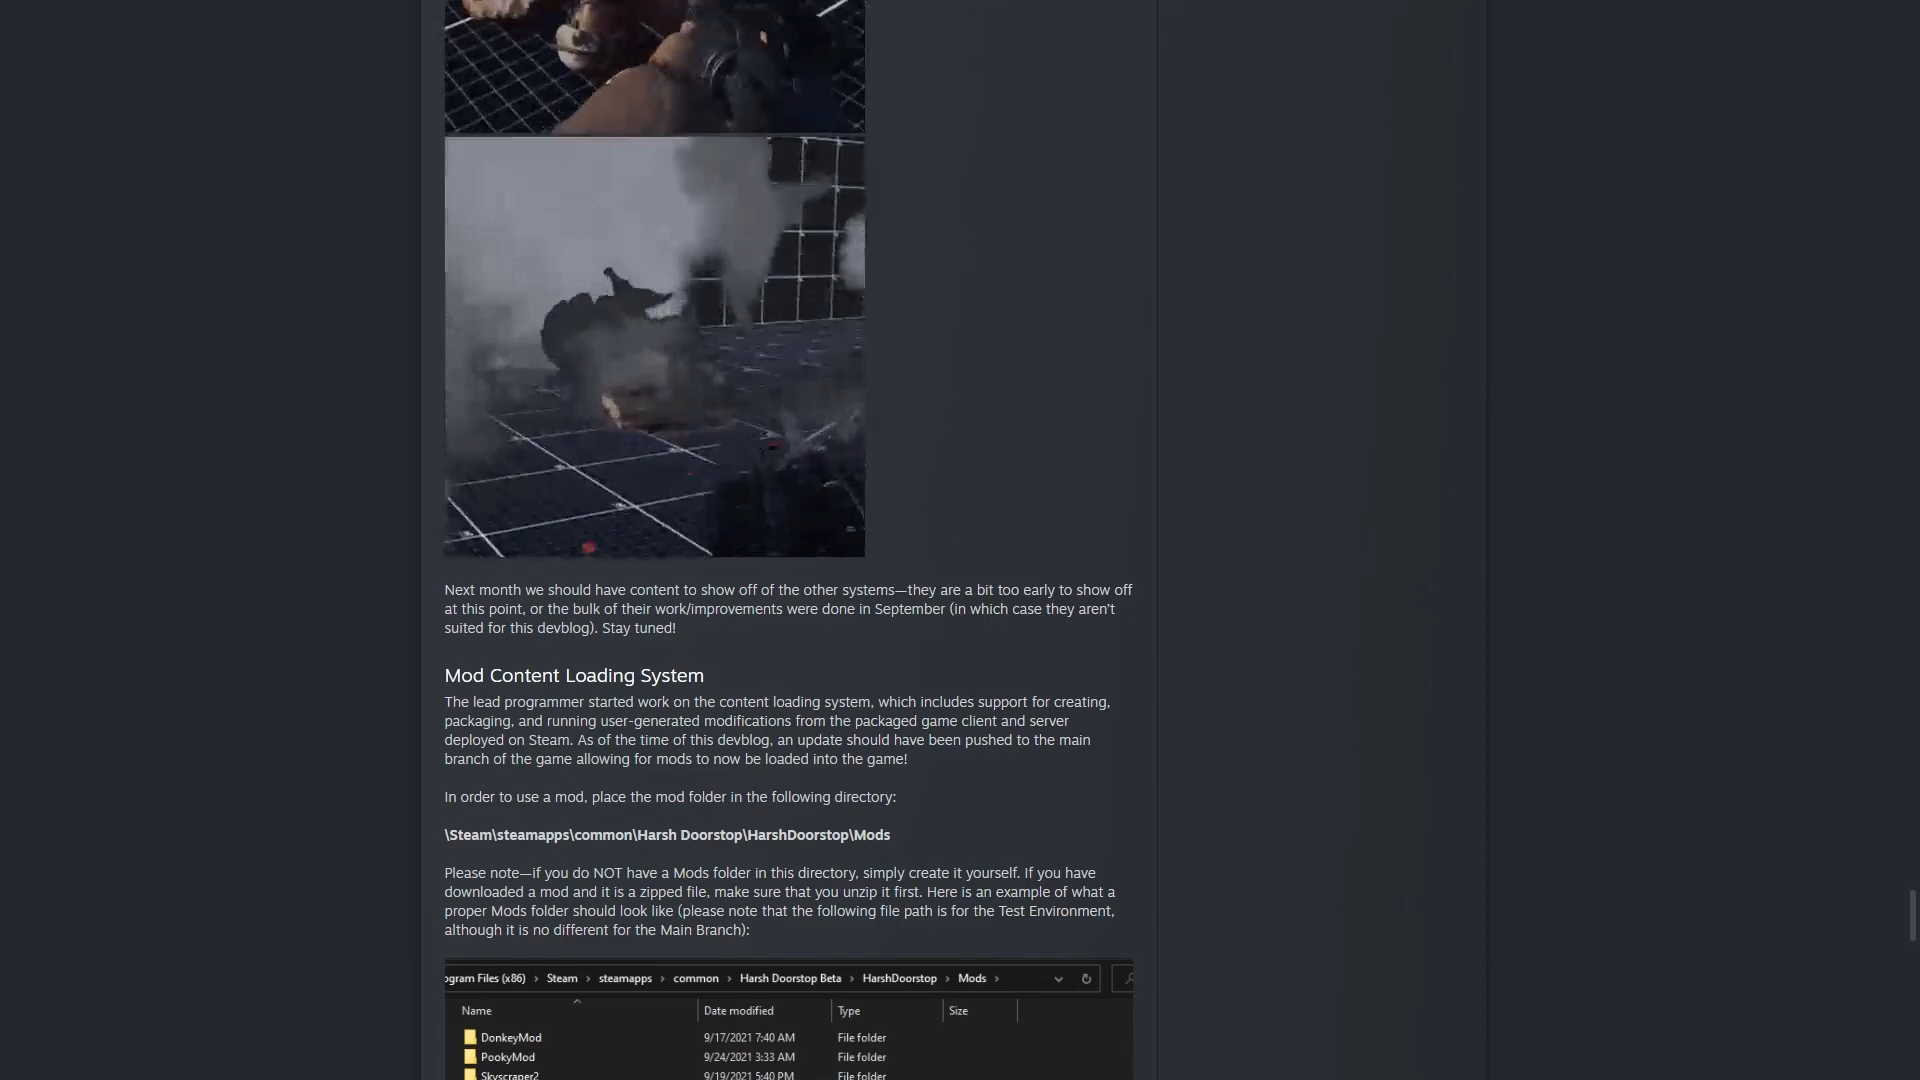 Next month we should have content to show off of the other systems—they are a bit too early to show off
at this point, or the bulk of their work/improvements were done in September (in which case they aren't
suited for this devblog). Stay tuned!
Mod Content Loading System
The lead programmer started work on the content loading system, which includes support for creating,
packaging, and running user-generated modifications from the packaged game client and server
deployed on Steam. As of the time of this devblog, an update should have been pushed to the main
branch of the game allowing for mods to now be loaded into the game!
In order to use a mod, place the mod folder in the following directory:
\Steam\steamapps\common\Harsh Doorstop\HarshDoorstop\Mods
Please note—if you do NOT have a Mods folder in this directory, simply create it yourself. If you have
downloaded a mod and it is a zipped file, make sure that you unzip it first. Here is an example of what a
proper Mods folder should look like (please note that the following file path is for the Test Environment,
although it is no different for the Main Branch):
ogram Files (x86) > Steam > steamapps > common > Harsh Doorstop Beta > HarshDoorstop > Mods >
Name Date modified Type Size
DonkeyMod 9/17/2021 7:40 AM File folder
PookyMod 9/24/2021 3:33 AM File folder
Skyscraper2 9/19/2021 5:40 PM File folder